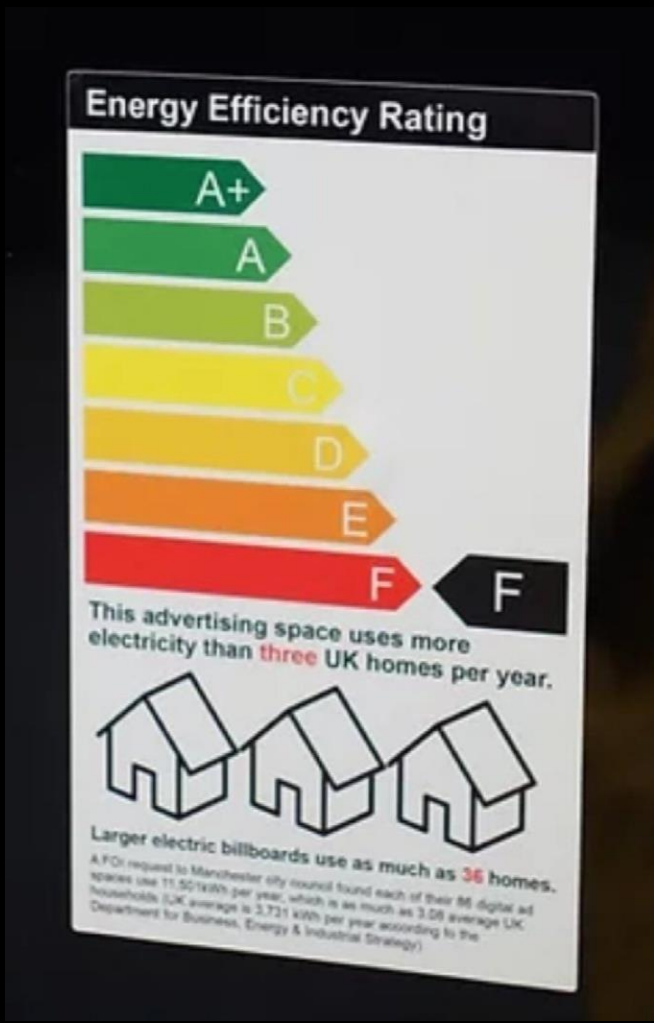 Energy Efficiency Rating
A+
A
B
C
D
E
F
F
This advertising space uses more
electricity than three UK homes per year.
Larger electric billboards use as much as 36 homes.
A FOI request to Manchester city council found each of their 86 digital ad
spaces use 11,501kWh per year, which is as much as 3.08 average UK
households (UK average is 3,731 kWh per year according to the
Department for Business, Energy & Industrial Strategy)